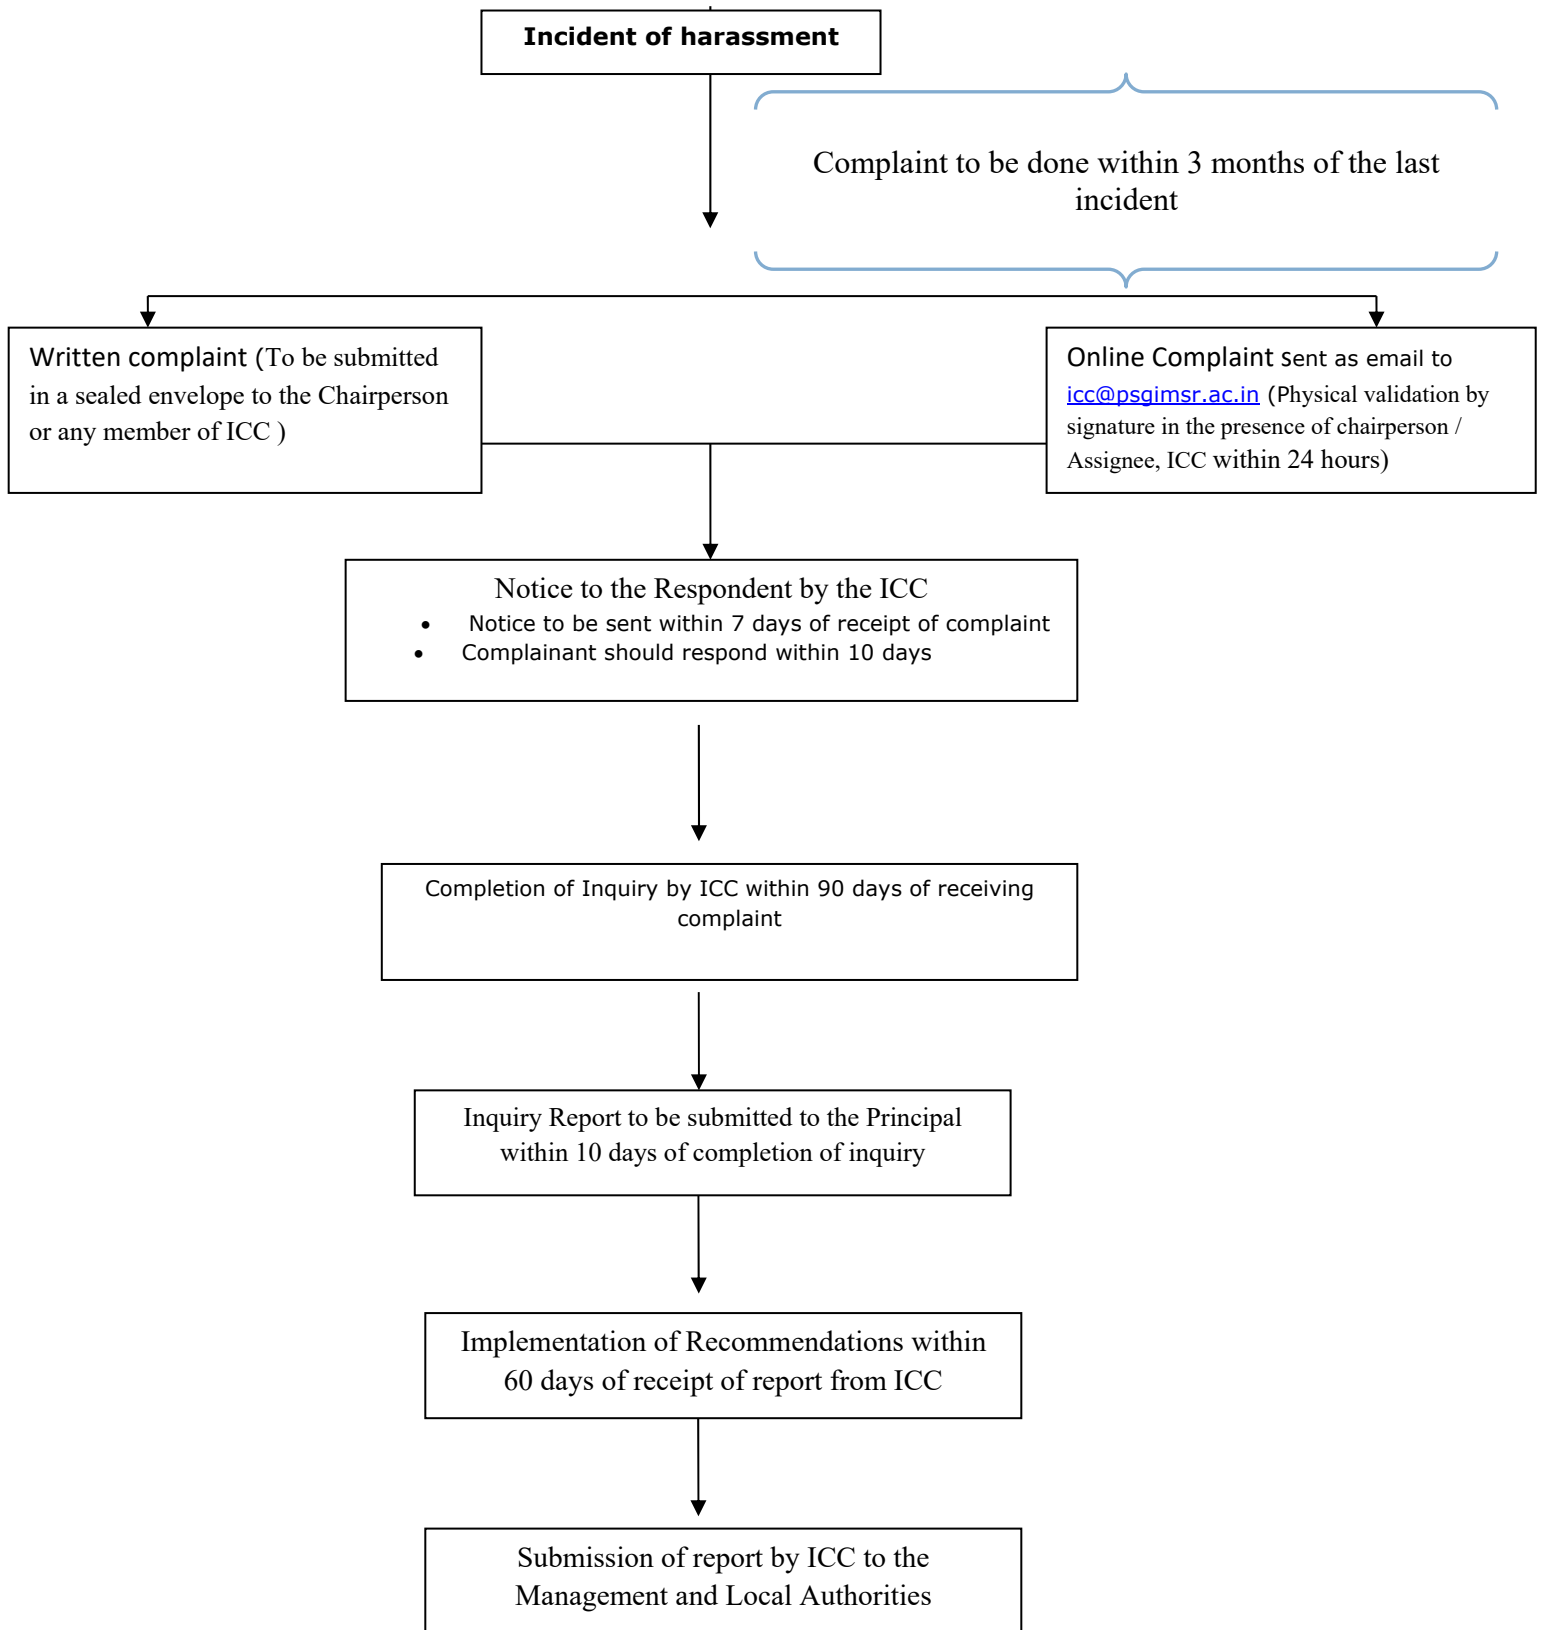 Incident of harassment
Complaint to be done within 3 months of the last
incident
Written complaint (To be submitted
in a sealed envelope to the Chairperson
or any member of ICC )
Online Complaint sent as email to
icc@psgimsr.ac.in (Physical validation by
signature in the presence of chairperson /
Assignee, ICC within 24 hours)
Notice to the Respondent by the ICC
• Notice to be sent within 7 days of receipt of complaint
• Complainant should respond within 10 days
Completion of Inquiry by ICC within 90 days of receiving
complaint
Inquiry Report to be submitted to the Principal
within 10 days of completion of inquiry
Implementation of Recommendations within
60 days of receipt of report from ICC
Submission of report by ICC to the
Management and Local Authorities